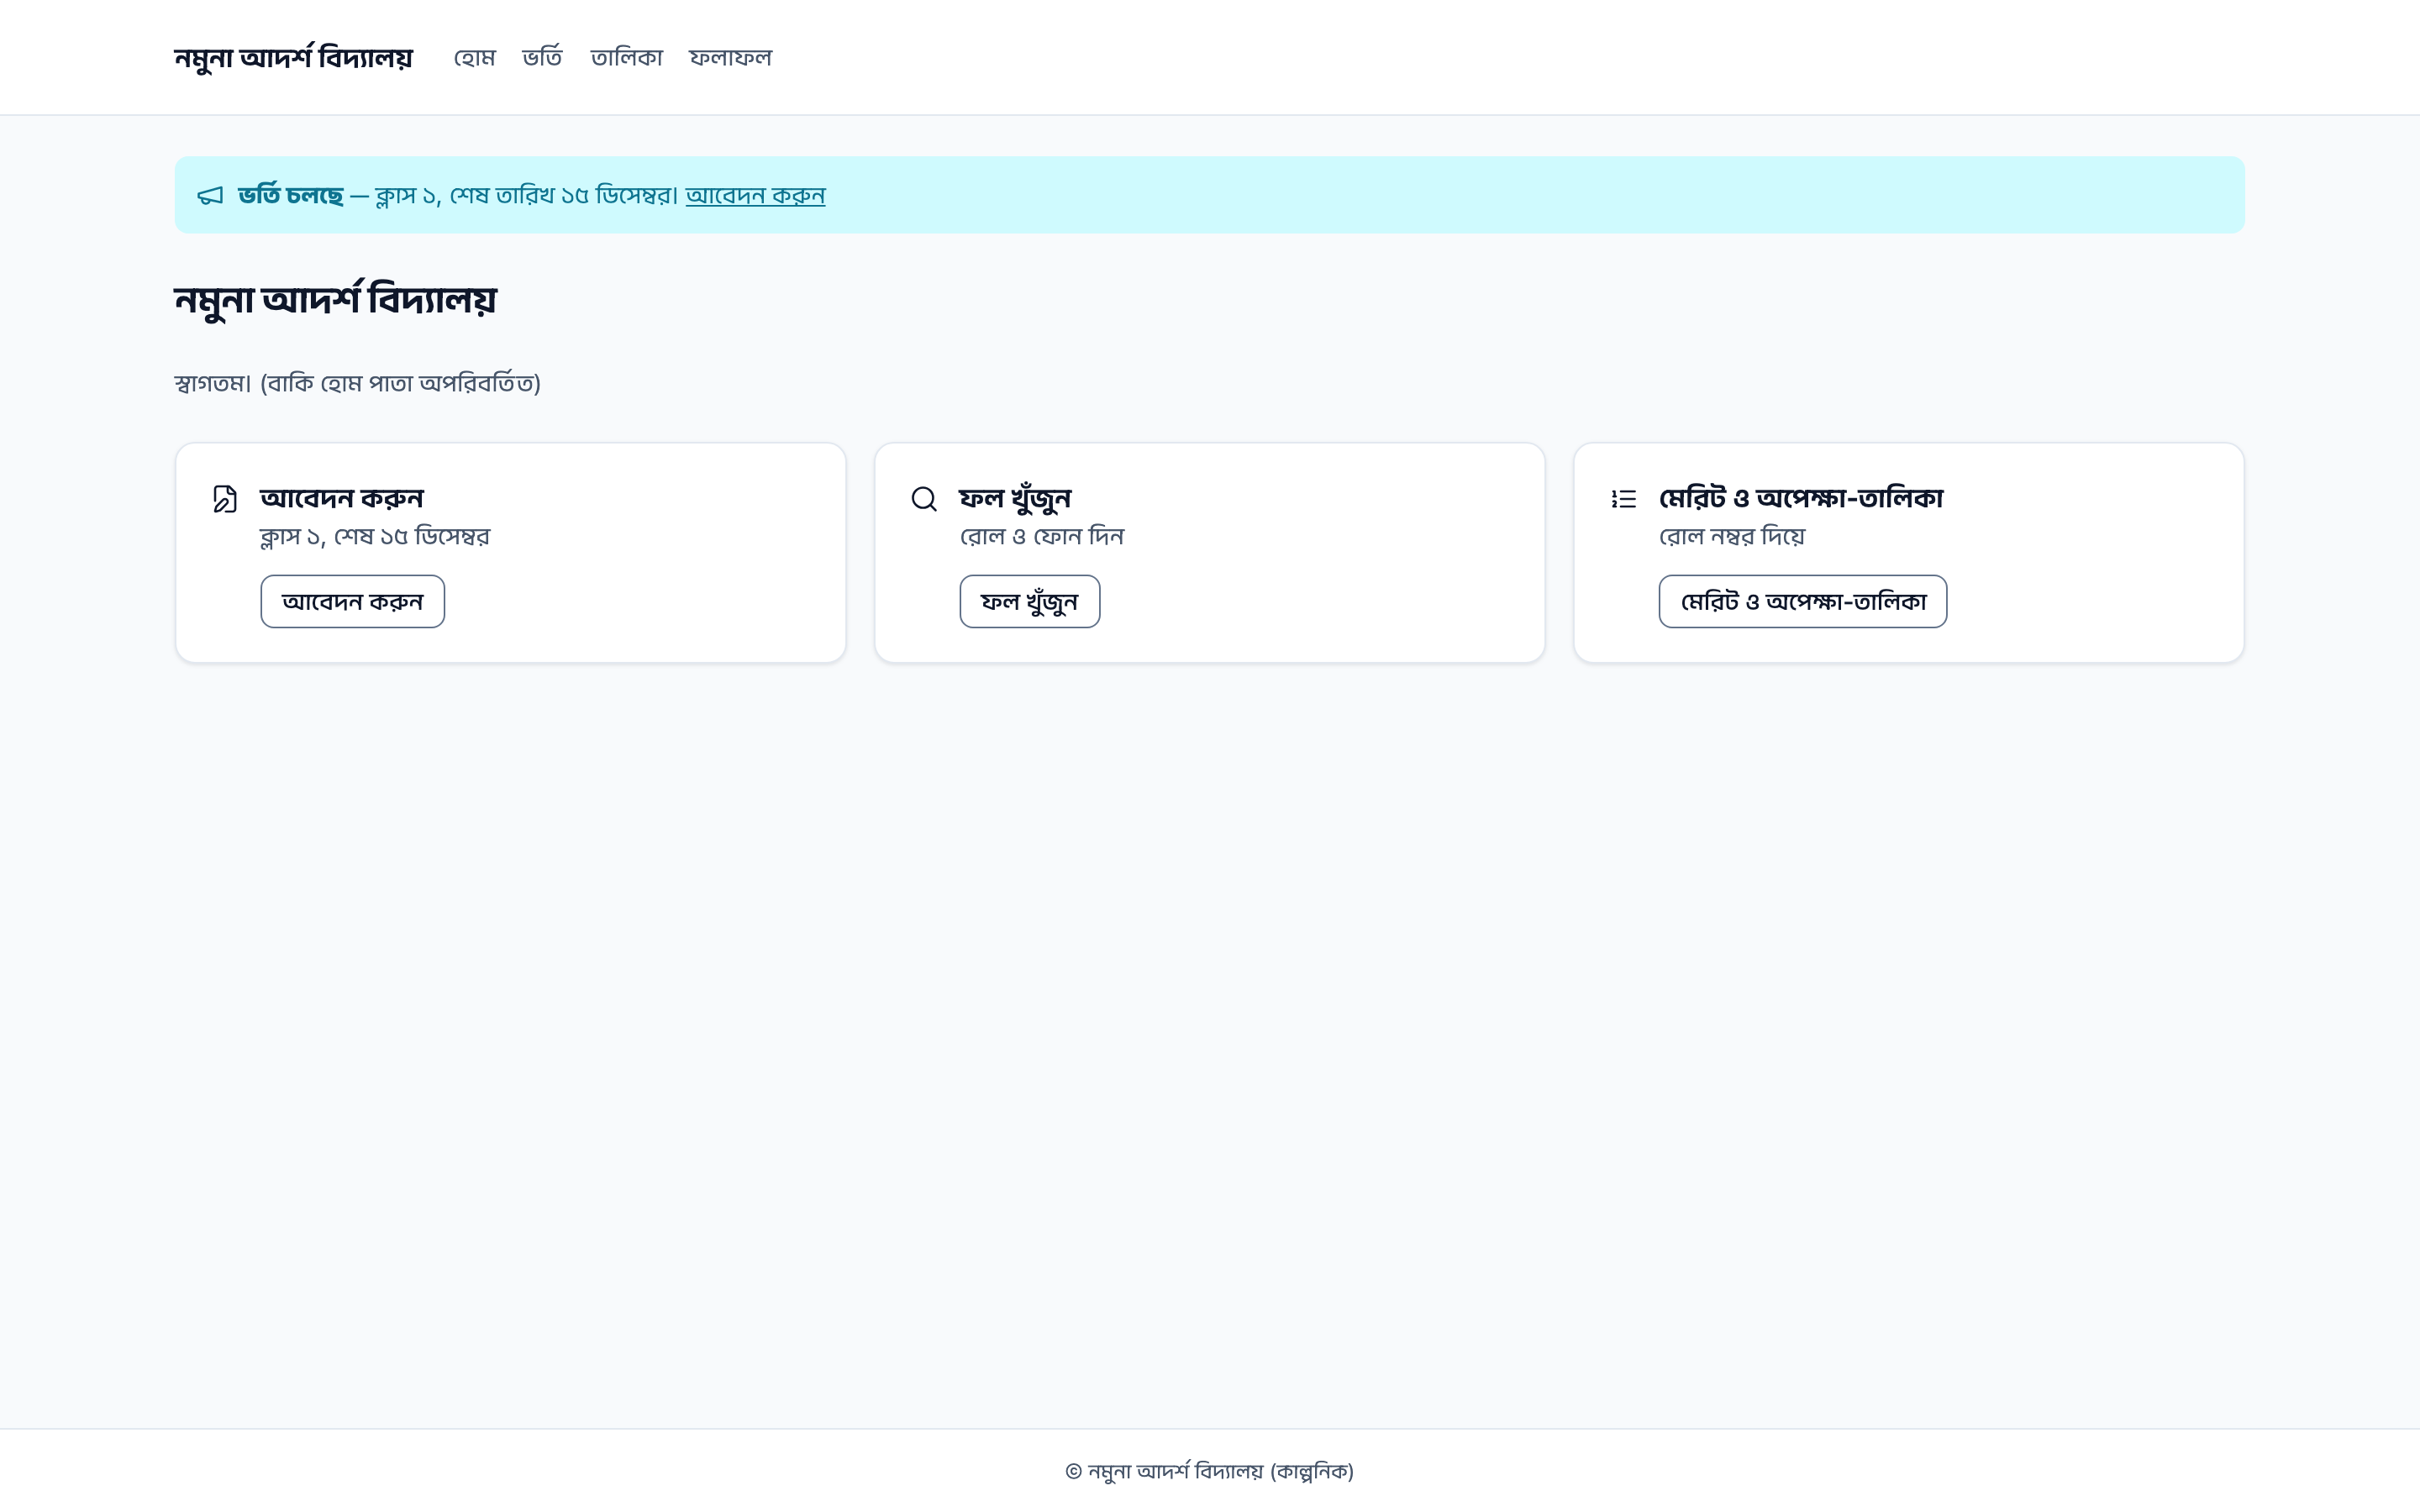 নমুনা আদর্শ বিদ্যালয় হোম ভর্তি তালিকা ফলাফল
ভর্তি চলছে — ক্লাস ১, শেষ তারিখ ১৫ ডিসেম্বর। আবেদন করুন
নমুনা আদর্শ বিদ্যালয়
স্বাগতম। (বাকি হোম পাতা অপরিবর্তিত)
আবেদন করুন
ক্লাস ১, শেষ ১৫ ডিসেম্বর
আবেদন করুন
ফল খুঁজুন
রোল ও ফোন দিন
ফল খুঁজুন
মেরিট ও অপেক্ষা-তালিকা
রোল নম্বর দিয়ে
মেরিট ও অপেক্ষা-তালিকা
© নমুনা আদর্শ বিদ্যালয় (কাল্পনিক)